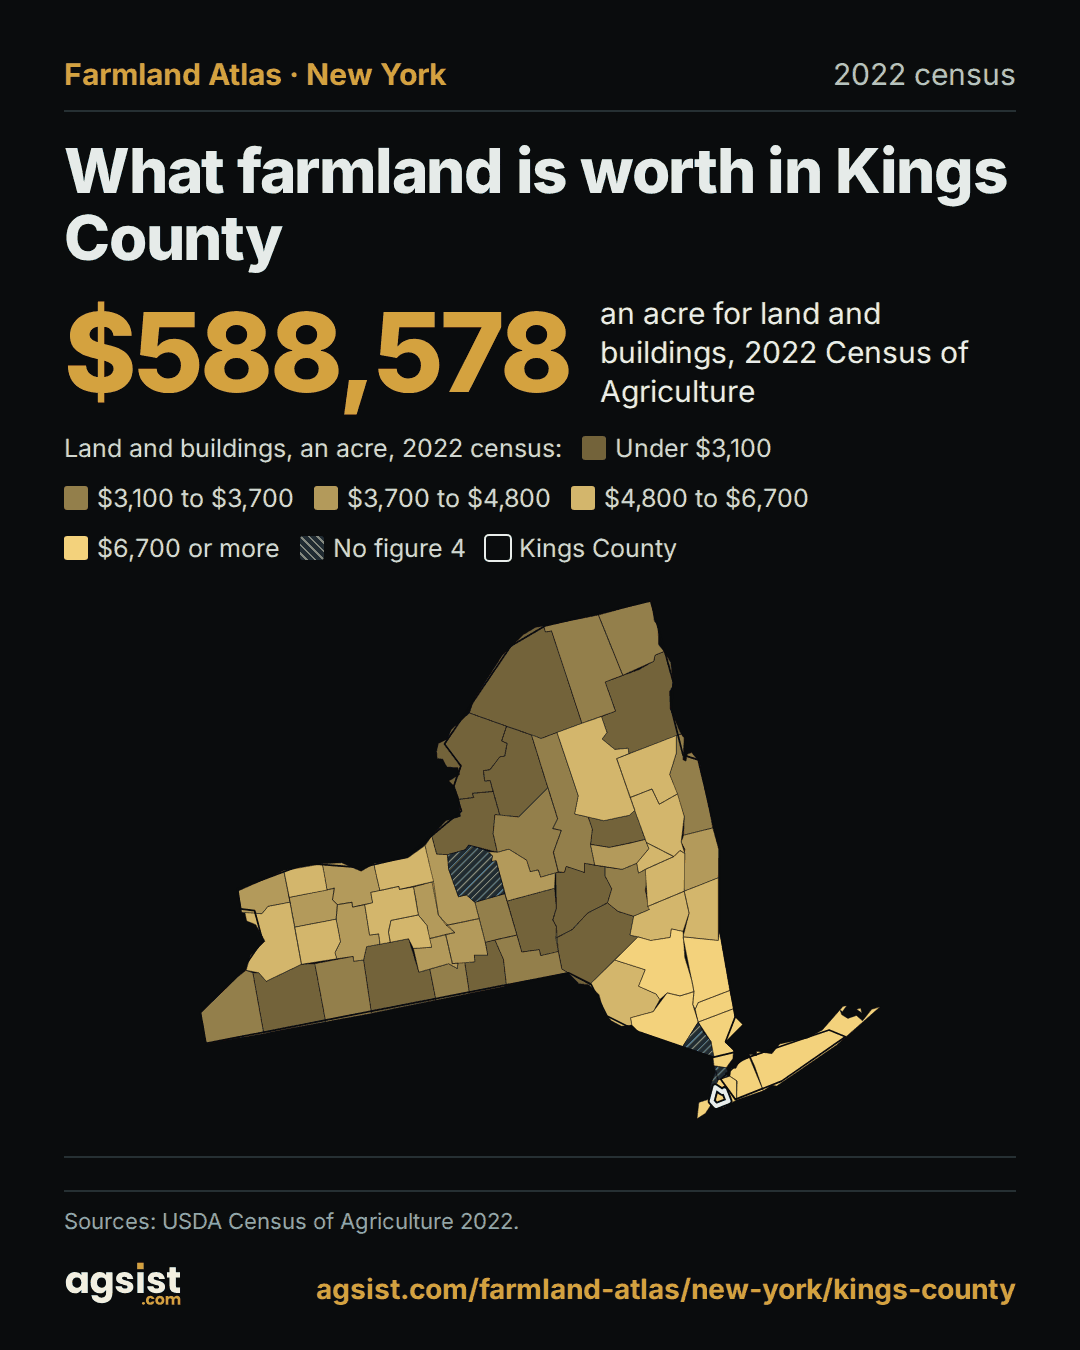 Farmland Atlas · New York
2022 census
What farmland is worth in Kings
County
$588,578
an acre for land and
buildings, 2022 Census of
Agriculture
Land and buildings, an acre, 2022 census: Under $3,100
$3,100 to $3,700 $3,700 to $4,800 $4,800 to $6,700
$6,700 or more No figure 4 Kings County
Sources: USDA Census of Agriculture 2022.
agsist
.com
agsist.com/farmland-atlas/new-york/kings-county